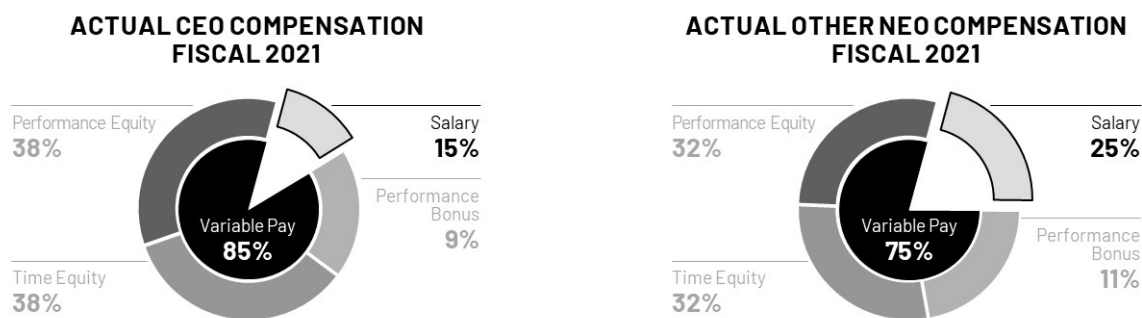 ACTUAL CEO COMPENSATION
FISCAL 2021
Performance Equity
38%
Salary
15%
Performance
Bonus
9%
Variable Pay
85%
Time Equity
38%
ACTUAL OTHER NEO COMPENSATION
FISCAL 2021
Performance Equity
32%
Salary
25%
Performance
Bonus
11%
Variable Pay
75%
Time Equity
32%